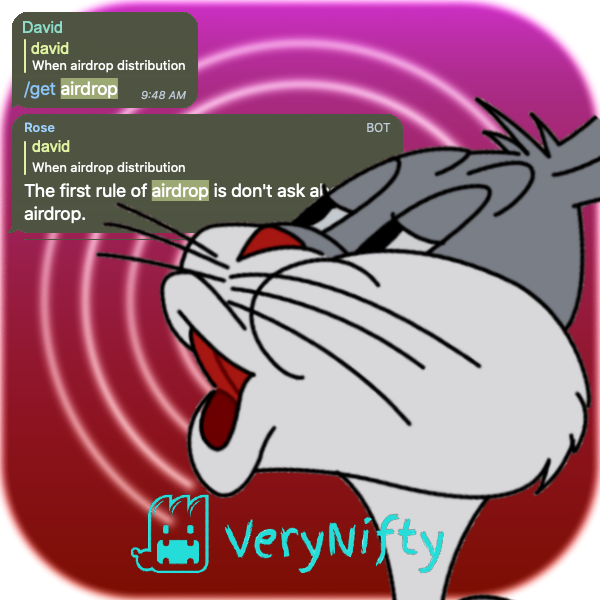 David
david
When airdrop distribution
/get airdrop
9:48 AM
Rose
BOT
david
When airdrop distribution
The first rule of airdrop is don't ask
airdrop.
VeryNifty